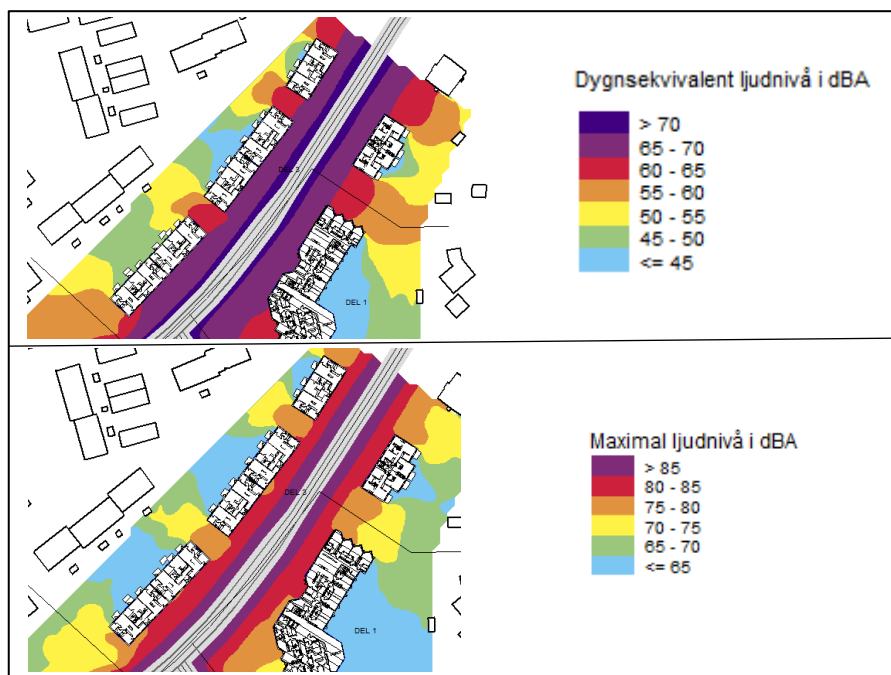 Dygnsekvivalent ljudnivå i dBA
> 70
65 - 70
60 - 65
55 - 60
50 - 55
45 - 50
<= 45
DEL 3
DEL 1
Maximal ljudnivå i dBA
> 85
80 - 85
75 - 80
70 - 75
65 - 70
<= 65
DEL 3
DEL 1